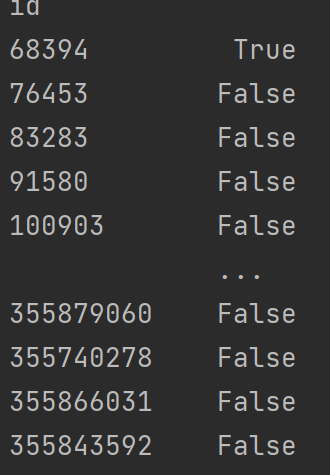 id
68394 True
76453 False
83283 False
91580 False
100903 False
...
355879060 False
355740278 False
355866031 False
355843592 False